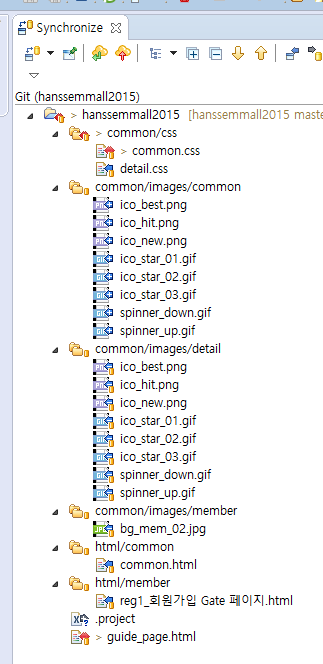 Synchronize
Git (hanssemmall2015)
> hanssemmall2015 [hanssemmall2015 maste
> common/css
> common.css
detail.css
common/images/common
ico_best.png
ico_hit.png
ico_new.png
ico_star_01.gif
ico_star_02.gif
ico_star_03.gif
spinner_down.gif
spinner_up.gif
common/images/detail
ico_best.png
ico_hit.png
ico_new.png
ico_star_01.gif
ico_star_02.gif
ico_star_03.gif
spinner_down.gif
spinner_up.gif
common/images/member
bg_mem_02.jpg
html/common
common.html
html/member
reg1_회원가입 Gate 페이지.html
.project
> guide_page.html